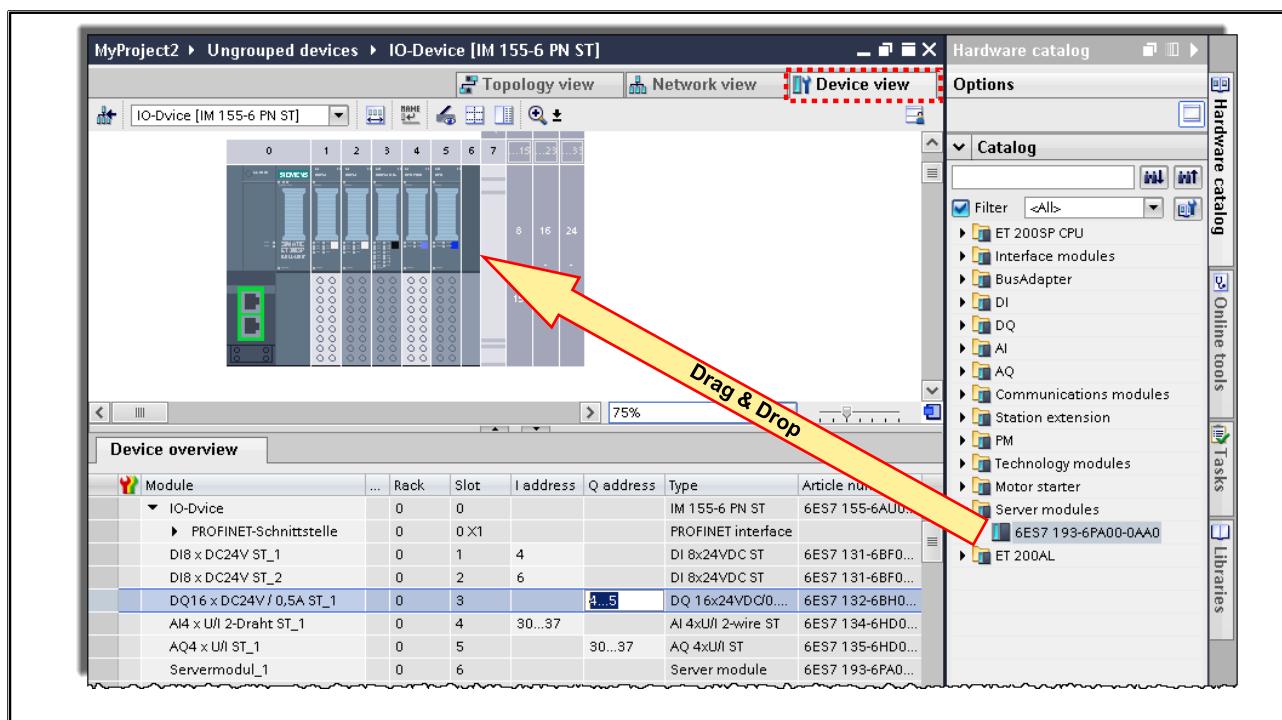 MyProject2 ▸ Ungrouped devices ▸ IO-Device [IM 155-6 PN ST]
Topology view Network view Device view
IO-Dvice [IM 155-6 PN ST]
0 1 2 3 4 5 6 7 ...15 ...23
SIEMENS
8 16 24
75%
Drag & Drop
Device overview
Module ... Rack Slot I address Q address Type
IO-Dvice 0 0 IM 155-6 PN ST 6ES7 155-6AU0...
PROFINET-Schnittstelle 0 0 X1 PROFINET interface
DI8 x DC24V ST_1 0 1 4 DI 8x24VDC ST 6ES7 131-6BF0...
DI8 x DC24V ST_2 0 2 6 DI 8x24VDC ST 6ES7 131-6BF0...
DQ16 x DC24V / 0,5A ST_1 0 3 4...5 DQ 16x24VDC/0.... 6ES7 132-6BH0...
AI4 x U/I 2-Draht ST_1 0 4 30...37 AI 4xU/I 2-wire ST 6ES7 134-6HD0...
AQ4 x U/I ST_1 0 5 30...37 AQ 4xU/I ST 6ES7 135-6HD0...
Servermodul_1 0 6 Server module 6ES7 193-6PA0...
Hardware catalog
Options
Catalog
Filter <All>
ET 200SP CPU
Interface modules
BusAdapter
DI
DQ
AI
AQ
Communications modules
Station extension
PM
Technology modules
Motor starter
Server modules
6ES7 193-6PA00-0AA0
ET 200AL
Hardware catalog
Online tools
Tasks
Libraries